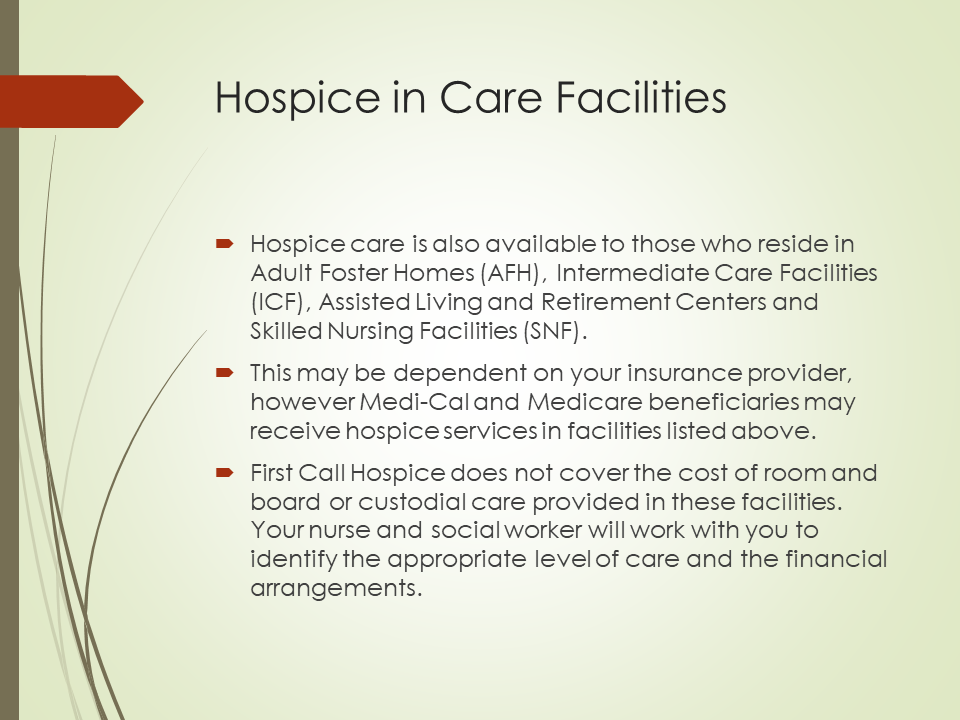 Hospice in Care Facilities
Hospice care is also available to those who reside in
Adult Foster Homes (AFH), Intermediate Care Facilities
(ICF), Assisted Living and Retirement Centers and
Skilled Nursing Facilities (SNF).
This may be dependent on your insurance provider,
however Medi-Cal and Medicare beneficiaries may
receive hospice services in facilities listed above.
First Call Hospice does not cover the cost of room and
board or custodial care provided in these facilities.
Your nurse and social worker will work with you to
identify the appropriate level of care and the financial
arrangements.